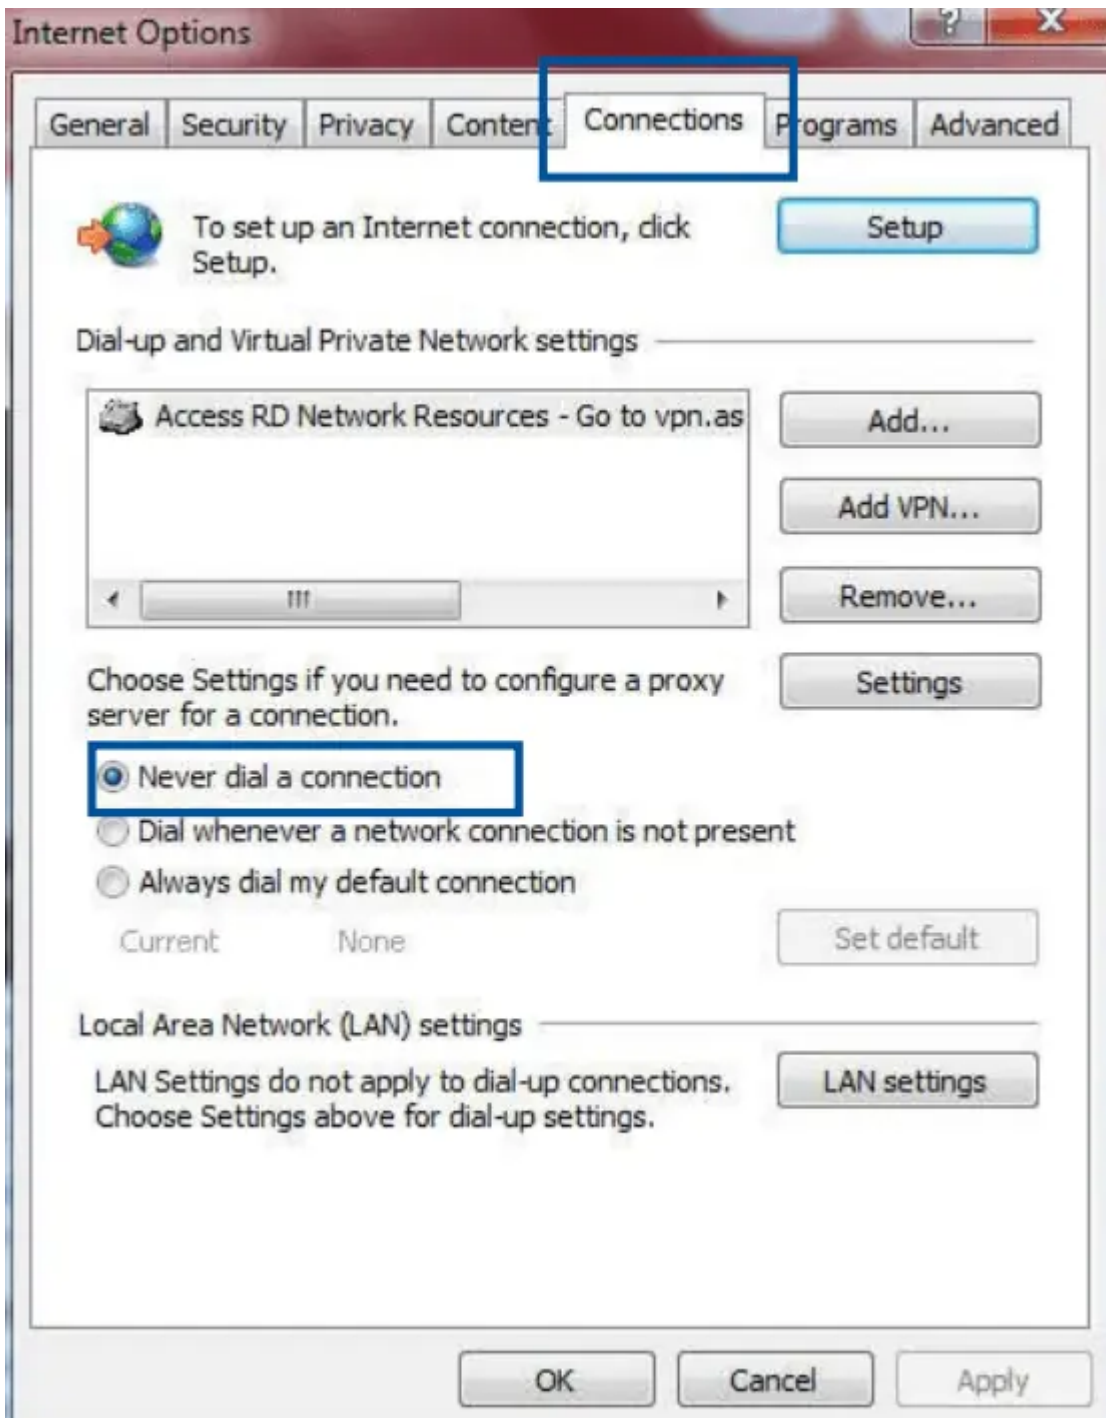 Internet Options
?
X
General
Security
Privacy
Content
Connections
Programs
Advanced
To set up an Internet connection, click
Setup.
Setup
Dial-up and Virtual Private Network settings
Access RD Network Resources - Go to vpn.as
Add...
Add VPN...
Remove...
Choose Settings if you need to configure a proxy
server for a connection.
Settings
Never dial a connection
Dial whenever a network connection is not present
Always dial my default connection
Current
None
Set default
Local Area Network (LAN) settings
LAN Settings do not apply to dial-up connections.
Choose Settings above for dial-up settings.
LAN settings
OK
Cancel
Apply